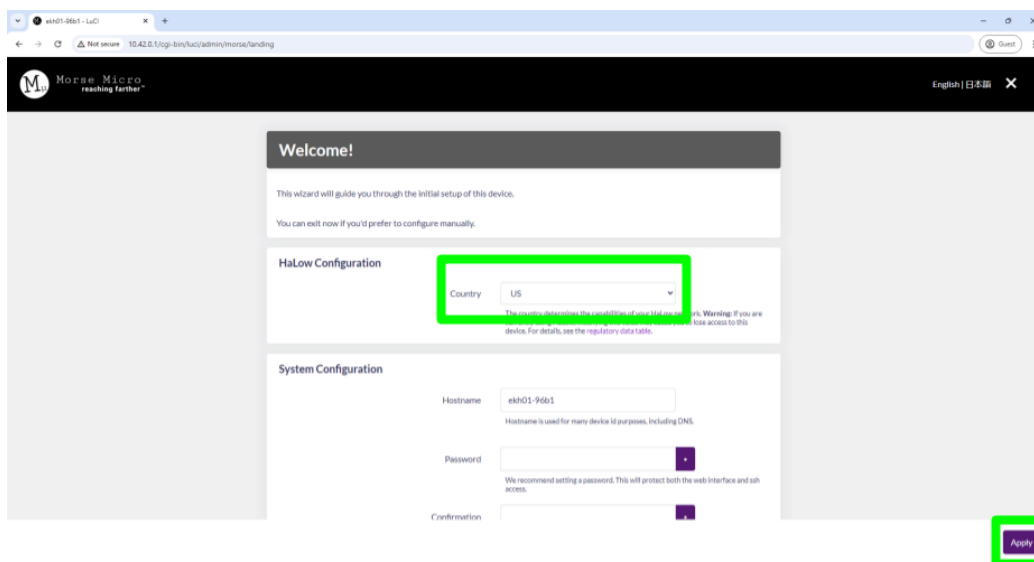 ekh01-96b1 - LuCI
Not secure 10.42.0.1/cgi-bin/luci/admin/morse/landing
Guest
Morse Micro
reaching farther™
English | 日本語
Welcome!
This wizard will guide you through the initial setup of this device.
You can exit now if you'd prefer to configure manually.
HaLow Configuration
Country US
The country determines the capabilities of your HaLow network. Warning: If you are
lose access to this
device. For details, see the regulatory data table.
System Configuration
Hostname ekh01-96b1
Hostname is used for many device id purposes, including DNS.
Password
We recommend setting a password. This will protect both the web interface and ssh
access.
Confirmation
Apply